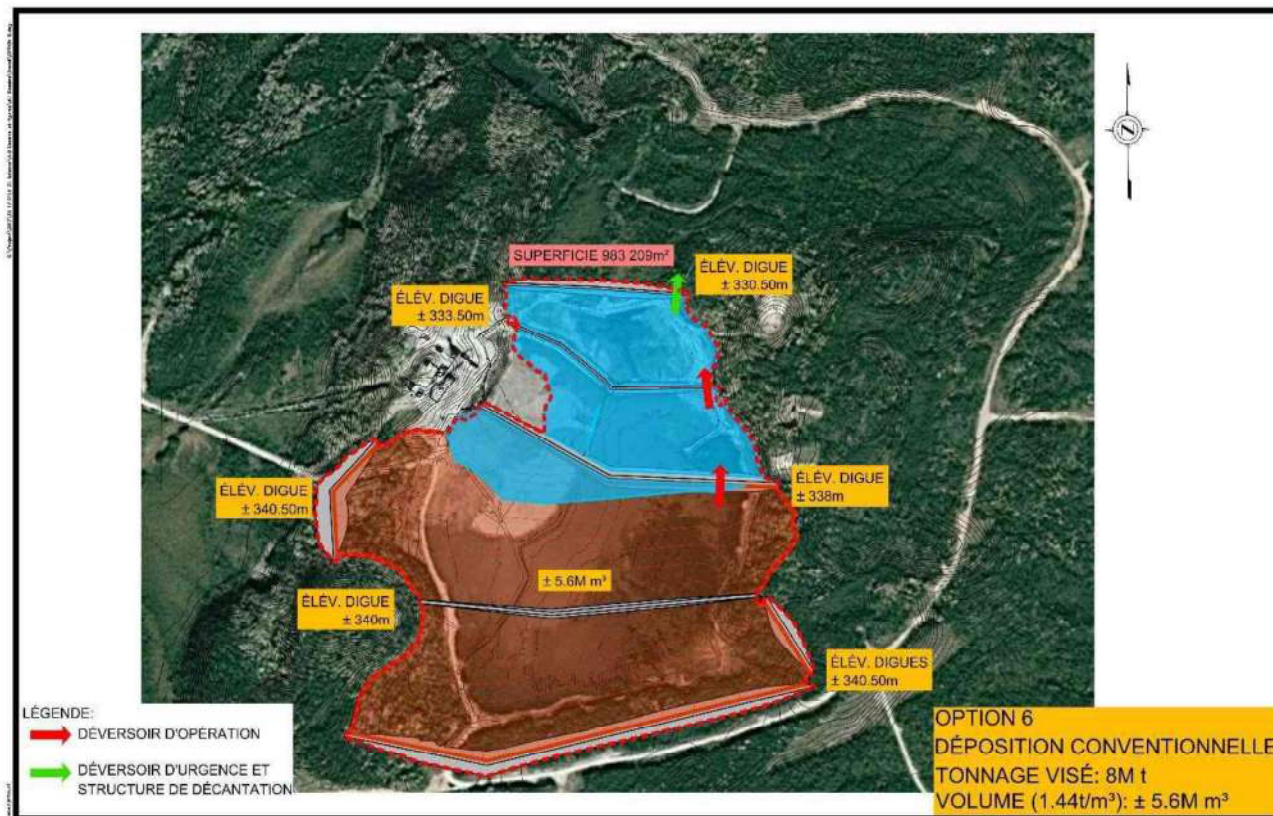 SUPERFICIE 983 209m²
ÉLÉV. DIGUE
± 330.50m
ÉLÉV. DIGUE
± 333.50m
ÉLÉV. DIGUE
± 340.50m
ÉLÉV. DIGUE
± 338m
± 5.6M m³
ÉLÉV. DIGUE
± 340m
ÉLÉV. DIGUES
± 340.50m
LÉGENDE:
DÉVERSOIR D'OPÉRATION
DÉVERSOIR D'URGENCE ET
STRUCTURE DE DÉCANTATION
OPTION 6
DÉPOSITION CONVENTIONNELLE
TONNAGE VISÉ: 8M t
VOLUME (1.44t/m³): ± 5.6M m³